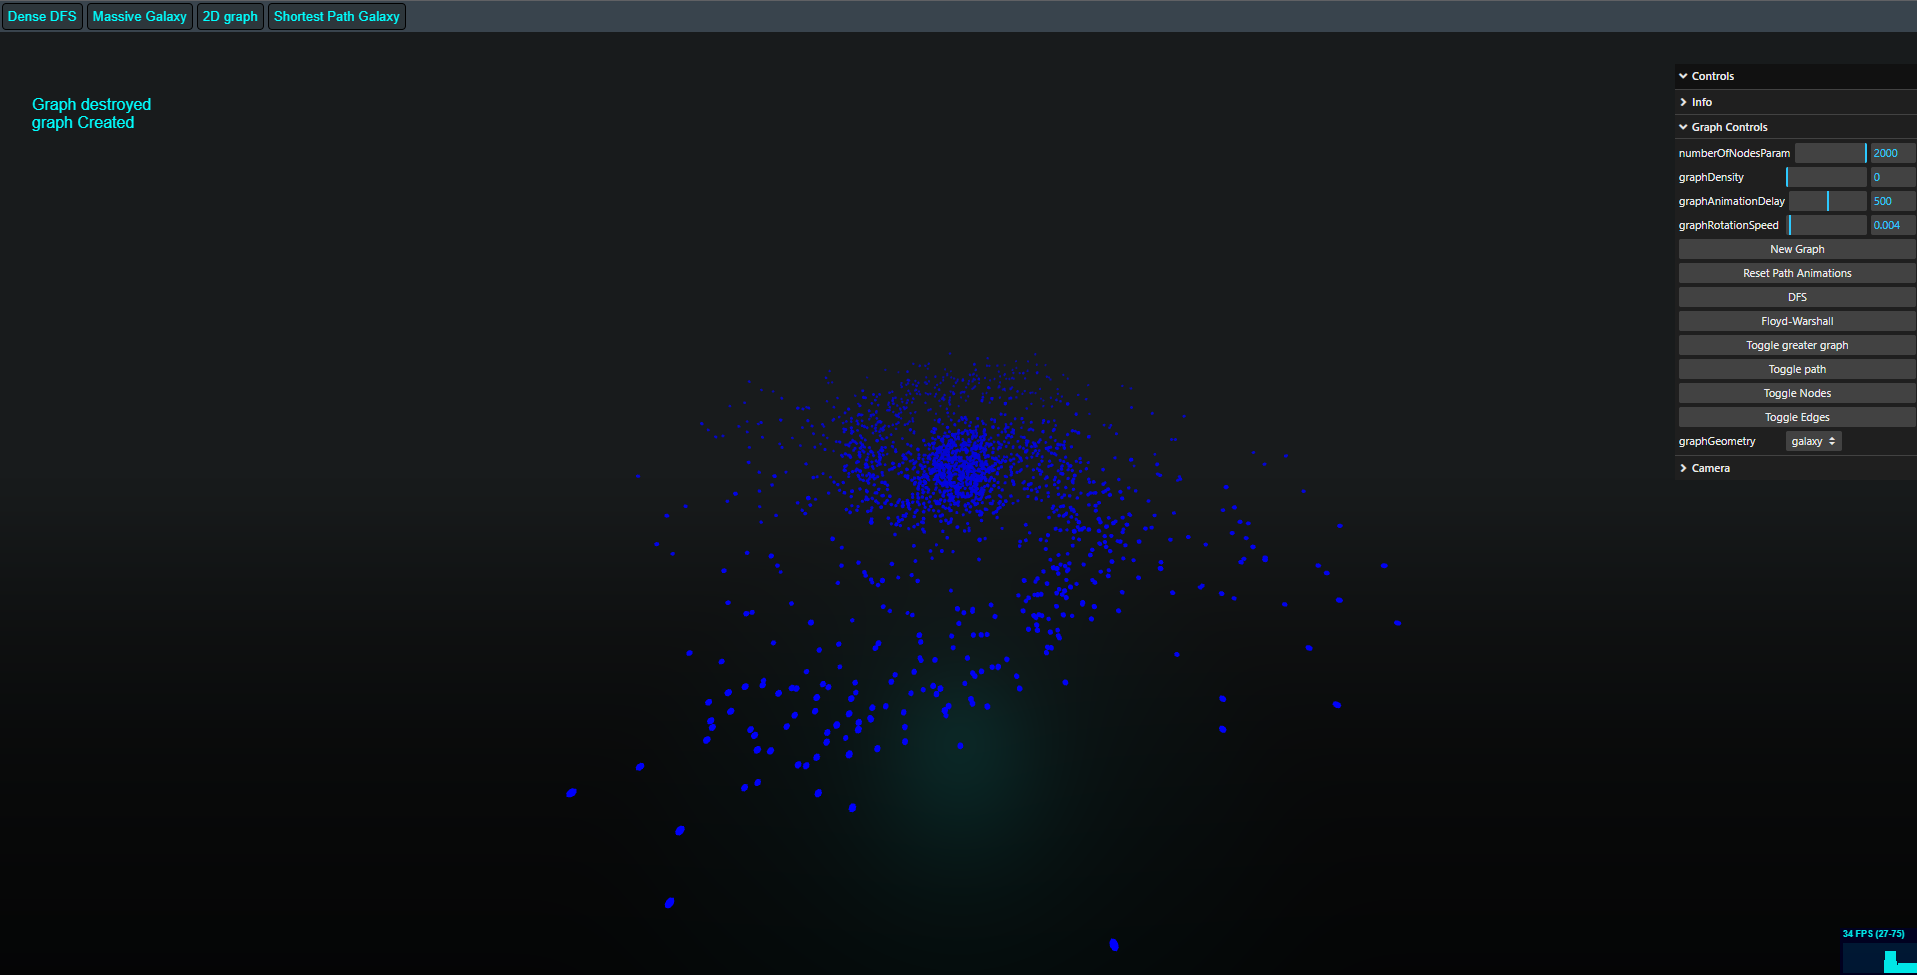 Dense DFS
Massive Galaxy
2D graph
Shortest Path Galaxy
Graph destroyed
graph Created
Controls
Info
Graph Controls
numberOfNodesParam 2000
graphDensity 0
graphAnimationDelay 500
graphRotationSpeed 0.004
New Graph
Reset Path Animations
DFS
Floyd-Warshall
Toggle greater graph
Toggle path
Toggle Nodes
Toggle Edges
graphGeometry galaxy
Camera
34 FPS (27-75)